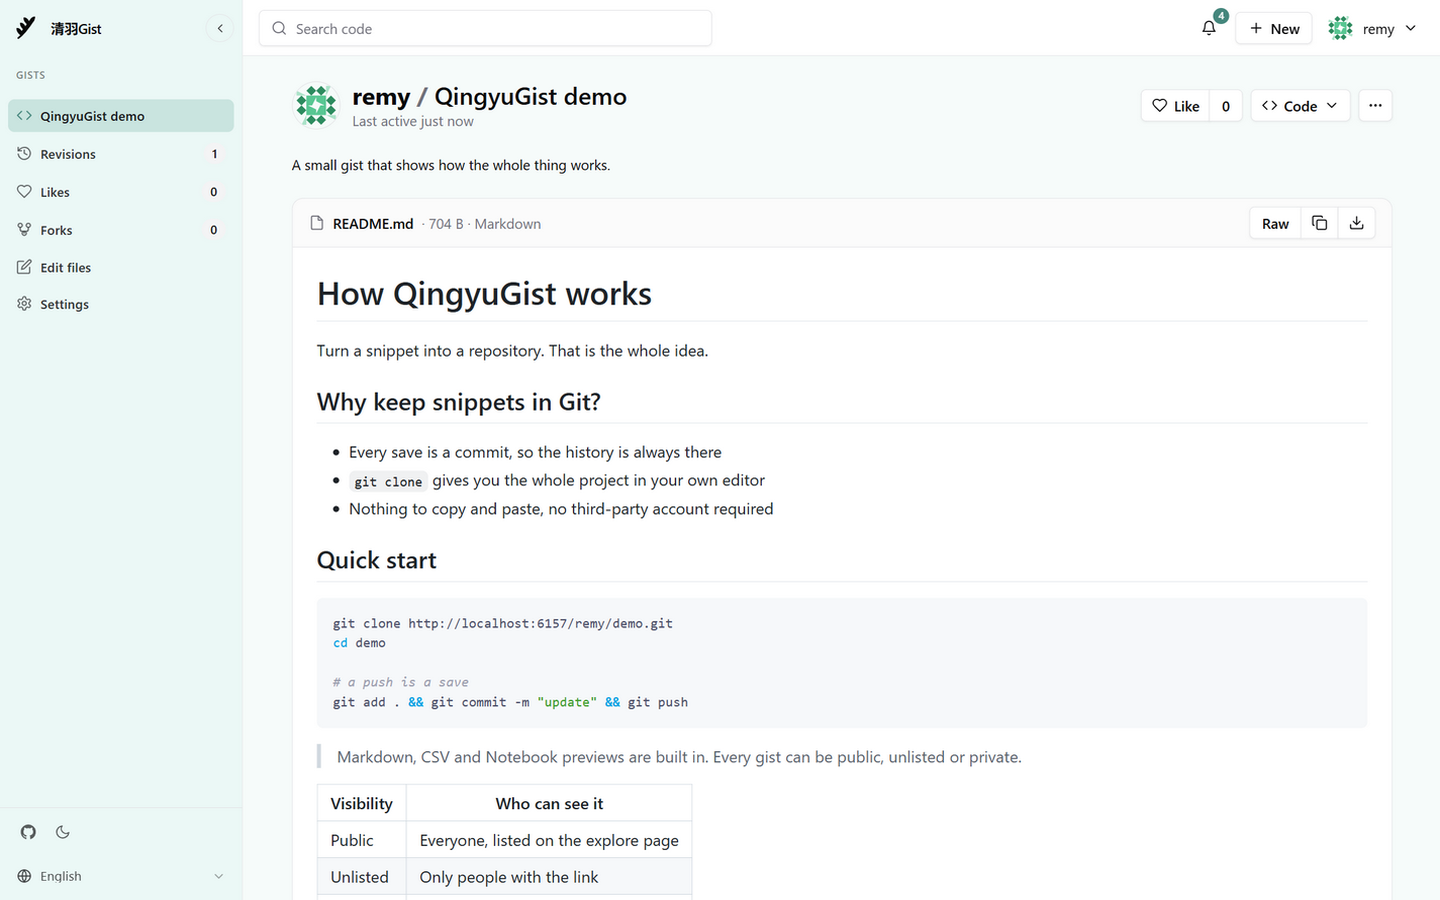 清羽Gist
Search code
4
New
remy
GISTS
QingyuGist demo
Revisions 1
Likes 0
Forks 0
Edit files
Settings
English
remy / QingyuGist demo
Last active just now
Like 0
Code
A small gist that shows how the whole thing works.
README.md · 704 B · Markdown
Raw
How QingyuGist works
Turn a snippet into a repository. That is the whole idea.
Why keep snippets in Git?
Every save is a commit, so the history is always there
git clone gives you the whole project in your own editor
Nothing to copy and paste, no third-party account required
Quick start
git clone http://localhost:6157/remy/demo.git
cd demo
# a push is a save
git add . && git commit -m "update" && git push
Markdown, CSV and Notebook previews are built in. Every gist can be public, unlisted or private.
Visibility Who can see it
Public Everyone, listed on the explore page
Unlisted Only people with the link